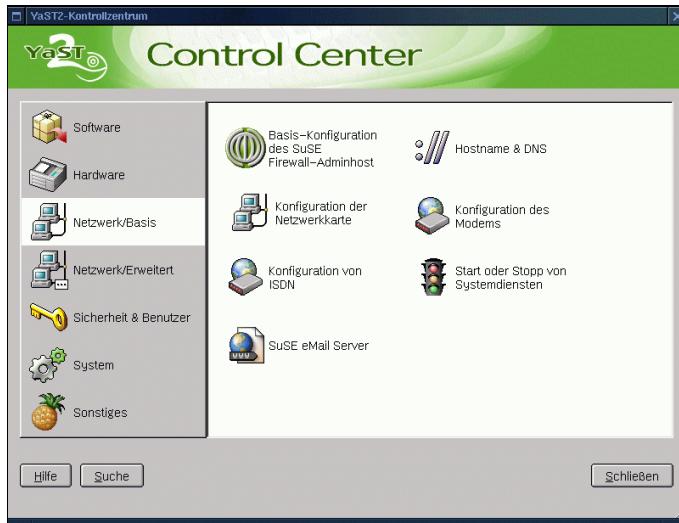 YaST2-Kontrollzentrum
YaST
2
Control Center
Software
Hardware
Netzwerk/Basis
Netzwerk/Erweitert
Sicherheit & Benutzer
System
Sonstiges
Basis-Konfiguration
des SuSE
Firewall-Adminhost
Hostname & DNS
Konfiguration der
Netzwerkkarte
Konfiguration des
Modems
Konfiguration von
ISDN
Start oder Stopp von
Systemdiensten
SuSE eMail Server
Hilfe
Suche
Schließen